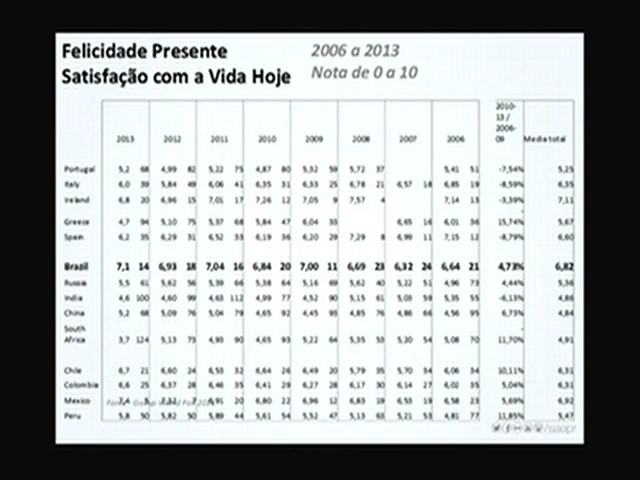 Felicidade Presente
Satisfação com a Vida Hoje
2006 a 2013
Nota de 0 a 10
2013 2012 2011 2010 2009 2008 2007 2006 2010-13 / 2006-09 Media total
Portugal 5,2 68 4,99 82 5,22 75 4,87 80 5,32 59 5,72 37 5,41 51 -7,54% 5,25
Italy 6,0 39 5,84 49 6,06 41 6,35 31 6,33 25 6,78 21 6,57 18 6,85 19 -8,59% 6,35
Ireland 6,8 20 6,96 15 7,01 17 7,26 12 7,05 9 7,57 4 7,14 13 -3,39% 7,11
Greece 4,7 94 5,10 75 5,37 68 5,84 47 6,04 33 6,65 16 6,01 36 15,74% 5,67
Spain 6,2 35 6,29 31 6,52 33 6,19 36 6,20 29 7,29 8 6,99 11 7,15 12 -8,79% 6,60
Brazil 7,1 14 6,93 18 7,04 16 6,84 20 7,00 11 6,69 23 6,32 24 6,64 21 4,73% 6,82
Russia 5,5 61 5,62 56 5,39 66 5,38 64 5,16 69 5,62 40 5,22 51 4,96 73 4,44% 5,36
India 4,6 100 4,60 99 4,63 112 4,99 77 4,52 90 5,15 61 5,03 59 5,35 55 -6,13% 4,86
China 5,2 68 5,09 76 5,04 79 4,65 92 4,45 93 4,85 76 4,86 66 4,56 95 6,73% 4,84
South
Africa 3,7 124 5,13 73 4,93 90 4,65 93 5,22 64 5,35 53 5,20 54 5,08 70 11,70% 4,91
Chile 6,7 21 6,60 24 6,53 32 6,64 26 6,49 20 5,79 35 5,70 34 6,06 34 10,11% 6,31
Colombia 6,6 25 6,37 28 6,46 35 6,41 29 6,27 28 6,17 30 6,14 27 6,02 35 5,04% 6,31
Mexico 7,4 6,91 20 6,80 22 6,96 12 6,83 19 6,53 19 6,58 23 5,69% 6,92
Peru 5,8 50 5,82 50 5,89 44 5,61 54 5,52 47 5,13 63 5,21 53 4,81 77 11,85% 5,47